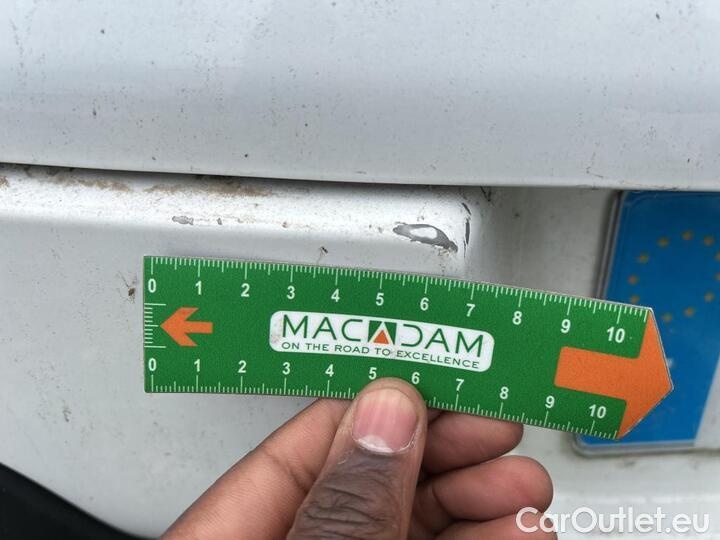 0 1 2 3 4 5 6 7 8 9 10
MACADAM
ON THE ROAD TO EXCELLENCE
0 1 2 3 4 5 6 7 8 9 10
CarOutlet.eu